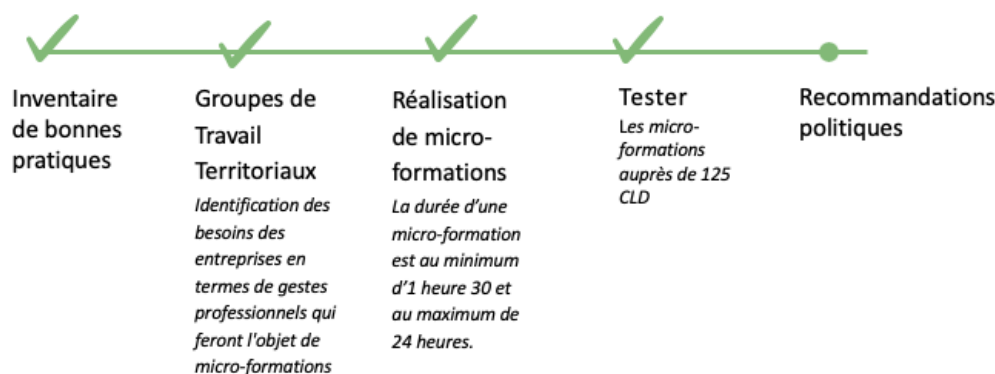 Inventaire
de bonnes
pratiques
Groupes de
Travail
Territoriaux
Identification des
besoins des
entreprises en
termes de gestes
professionnels qui
feront l'objet de
micro-formations
Réalisation
de micro-
formations
La durée d’une
micro-formation
est au minimum
d’1 heure 30 et
au maximum de
24 heures.
Tester
Les micro-
formations
auprès de 125
CLD
Recommandations
politiques